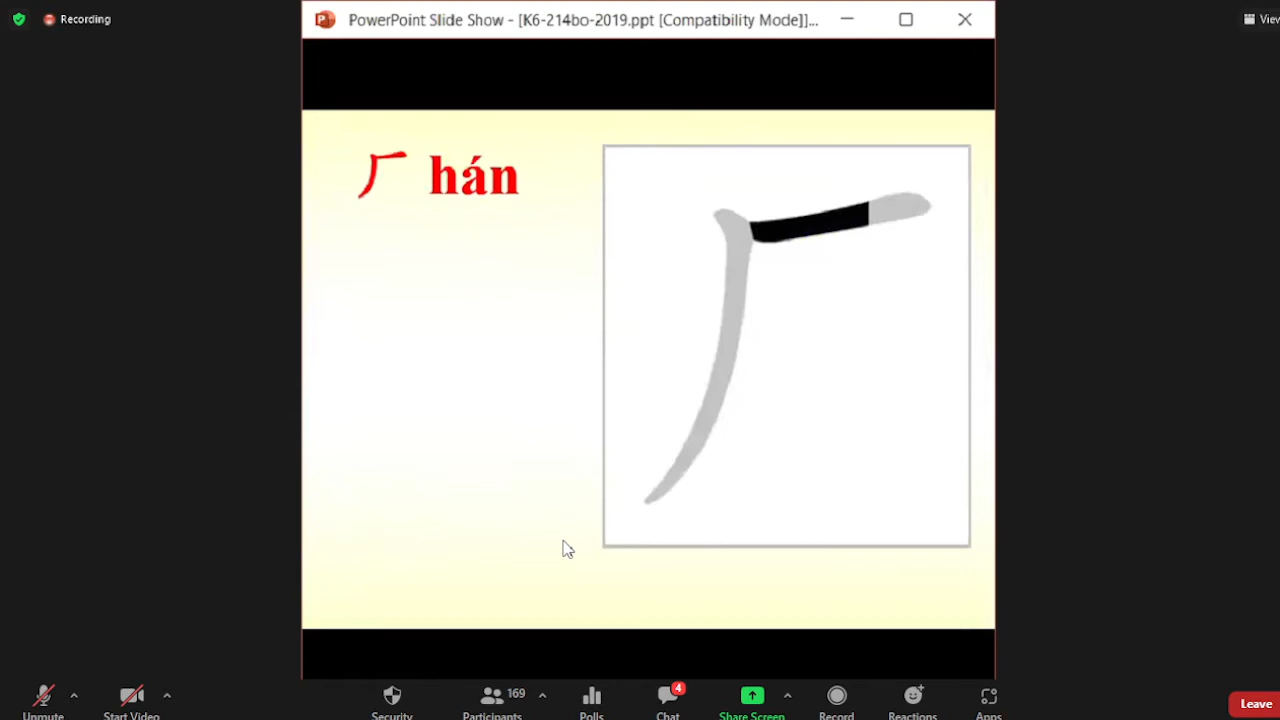 Recording
PowerPoint Slide Show - [K6-214bo-2019.ppt [Compatibility Mode]]...
View
厂 hán
Unmute
Start Video
Security
169
Participants
Polls
4
Chat
Share Screen
Record
Reactions
Apps
Leave